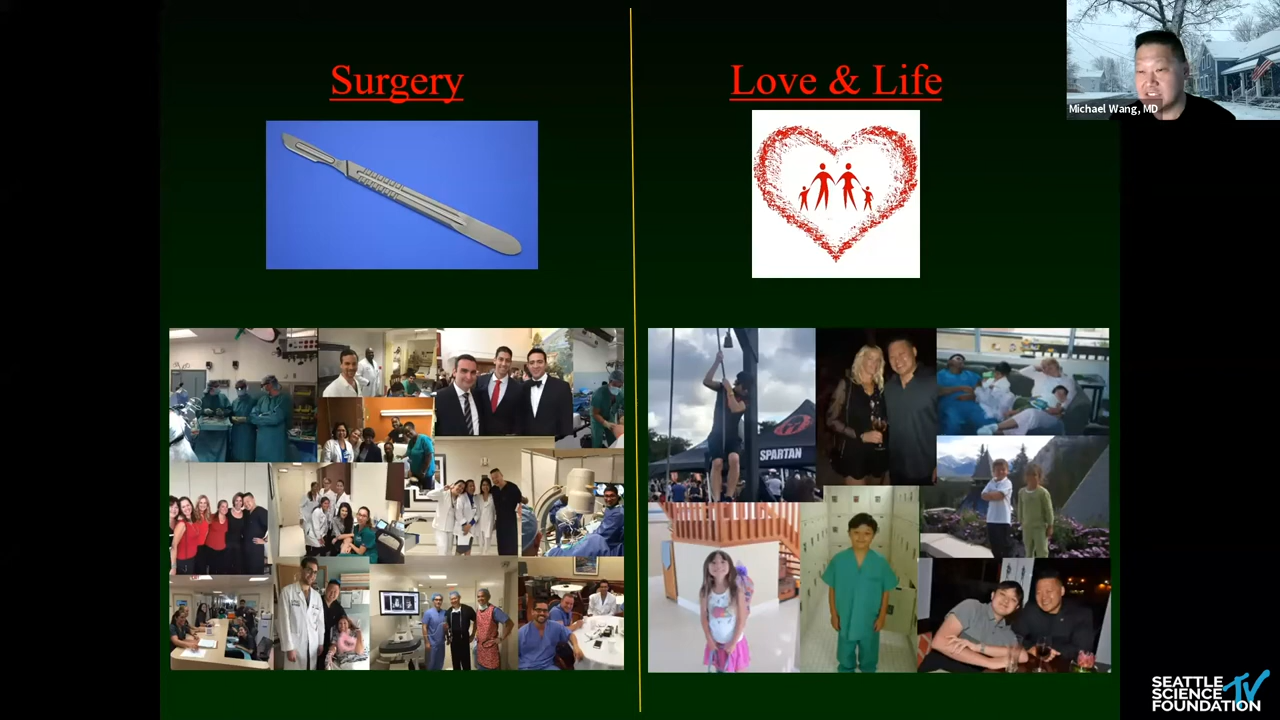 Surgery
Love & Life
Michael Wang, MD
SPARTAN
SEATTLE
SCIENCE
FOUNDATION
TV